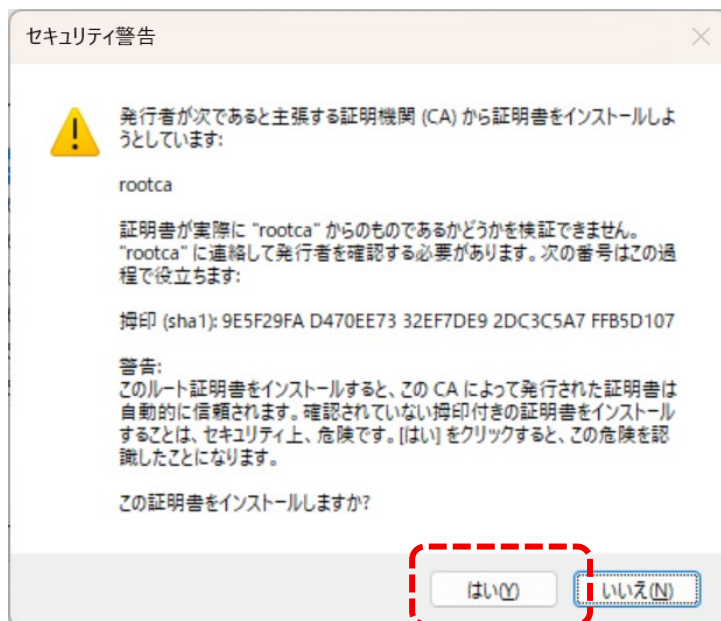 セキュリティ警告
発行者が次であると主張する証明機関 (CA) から証明書をインストールしよ
うとしています:
rootca
証明書が実際に "rootca" からのものであるかどうかを検証できません。
"rootca" に連絡して発行者を確認する必要があります。次の番号はこの過
程で役立ちます:
拇印 (sha1): 9E5F29FA D470EE73 32EF7DE9 2DC3C5A7 FFB5D107
警告:
このルート証明書をインストールすると、この CA によって発行された証明書は
自動的に信頼されます。確認されていない拇印付きの証明書をインストール
することは、セキュリティ上、危険です。[はい] をクリックすると、この危険を認
識したことになります。
この証明書をインストールしますか?
はい(Y)
いいえ(N)